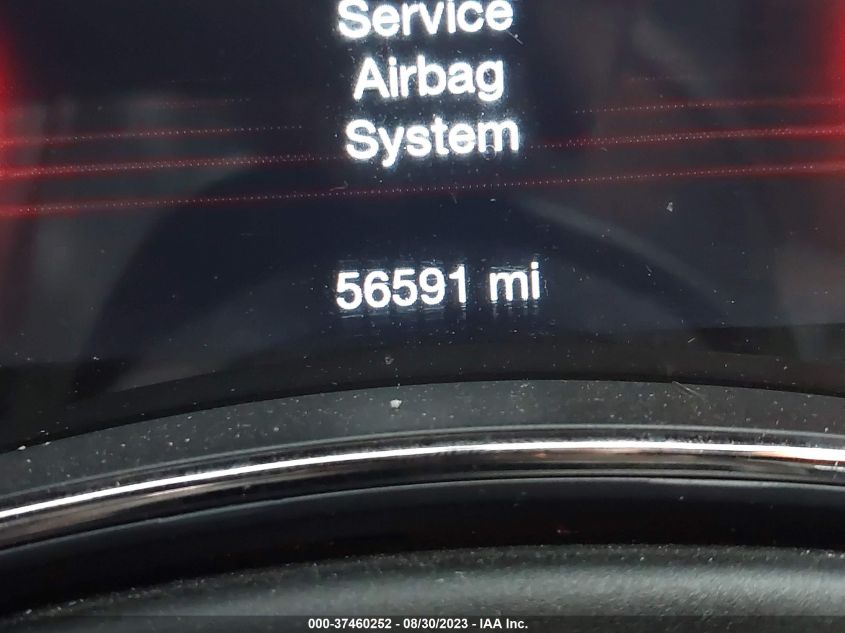 Service
Airbag
System
56591 mi
000-37460252 - 08/30/2023 - IAA Inc.